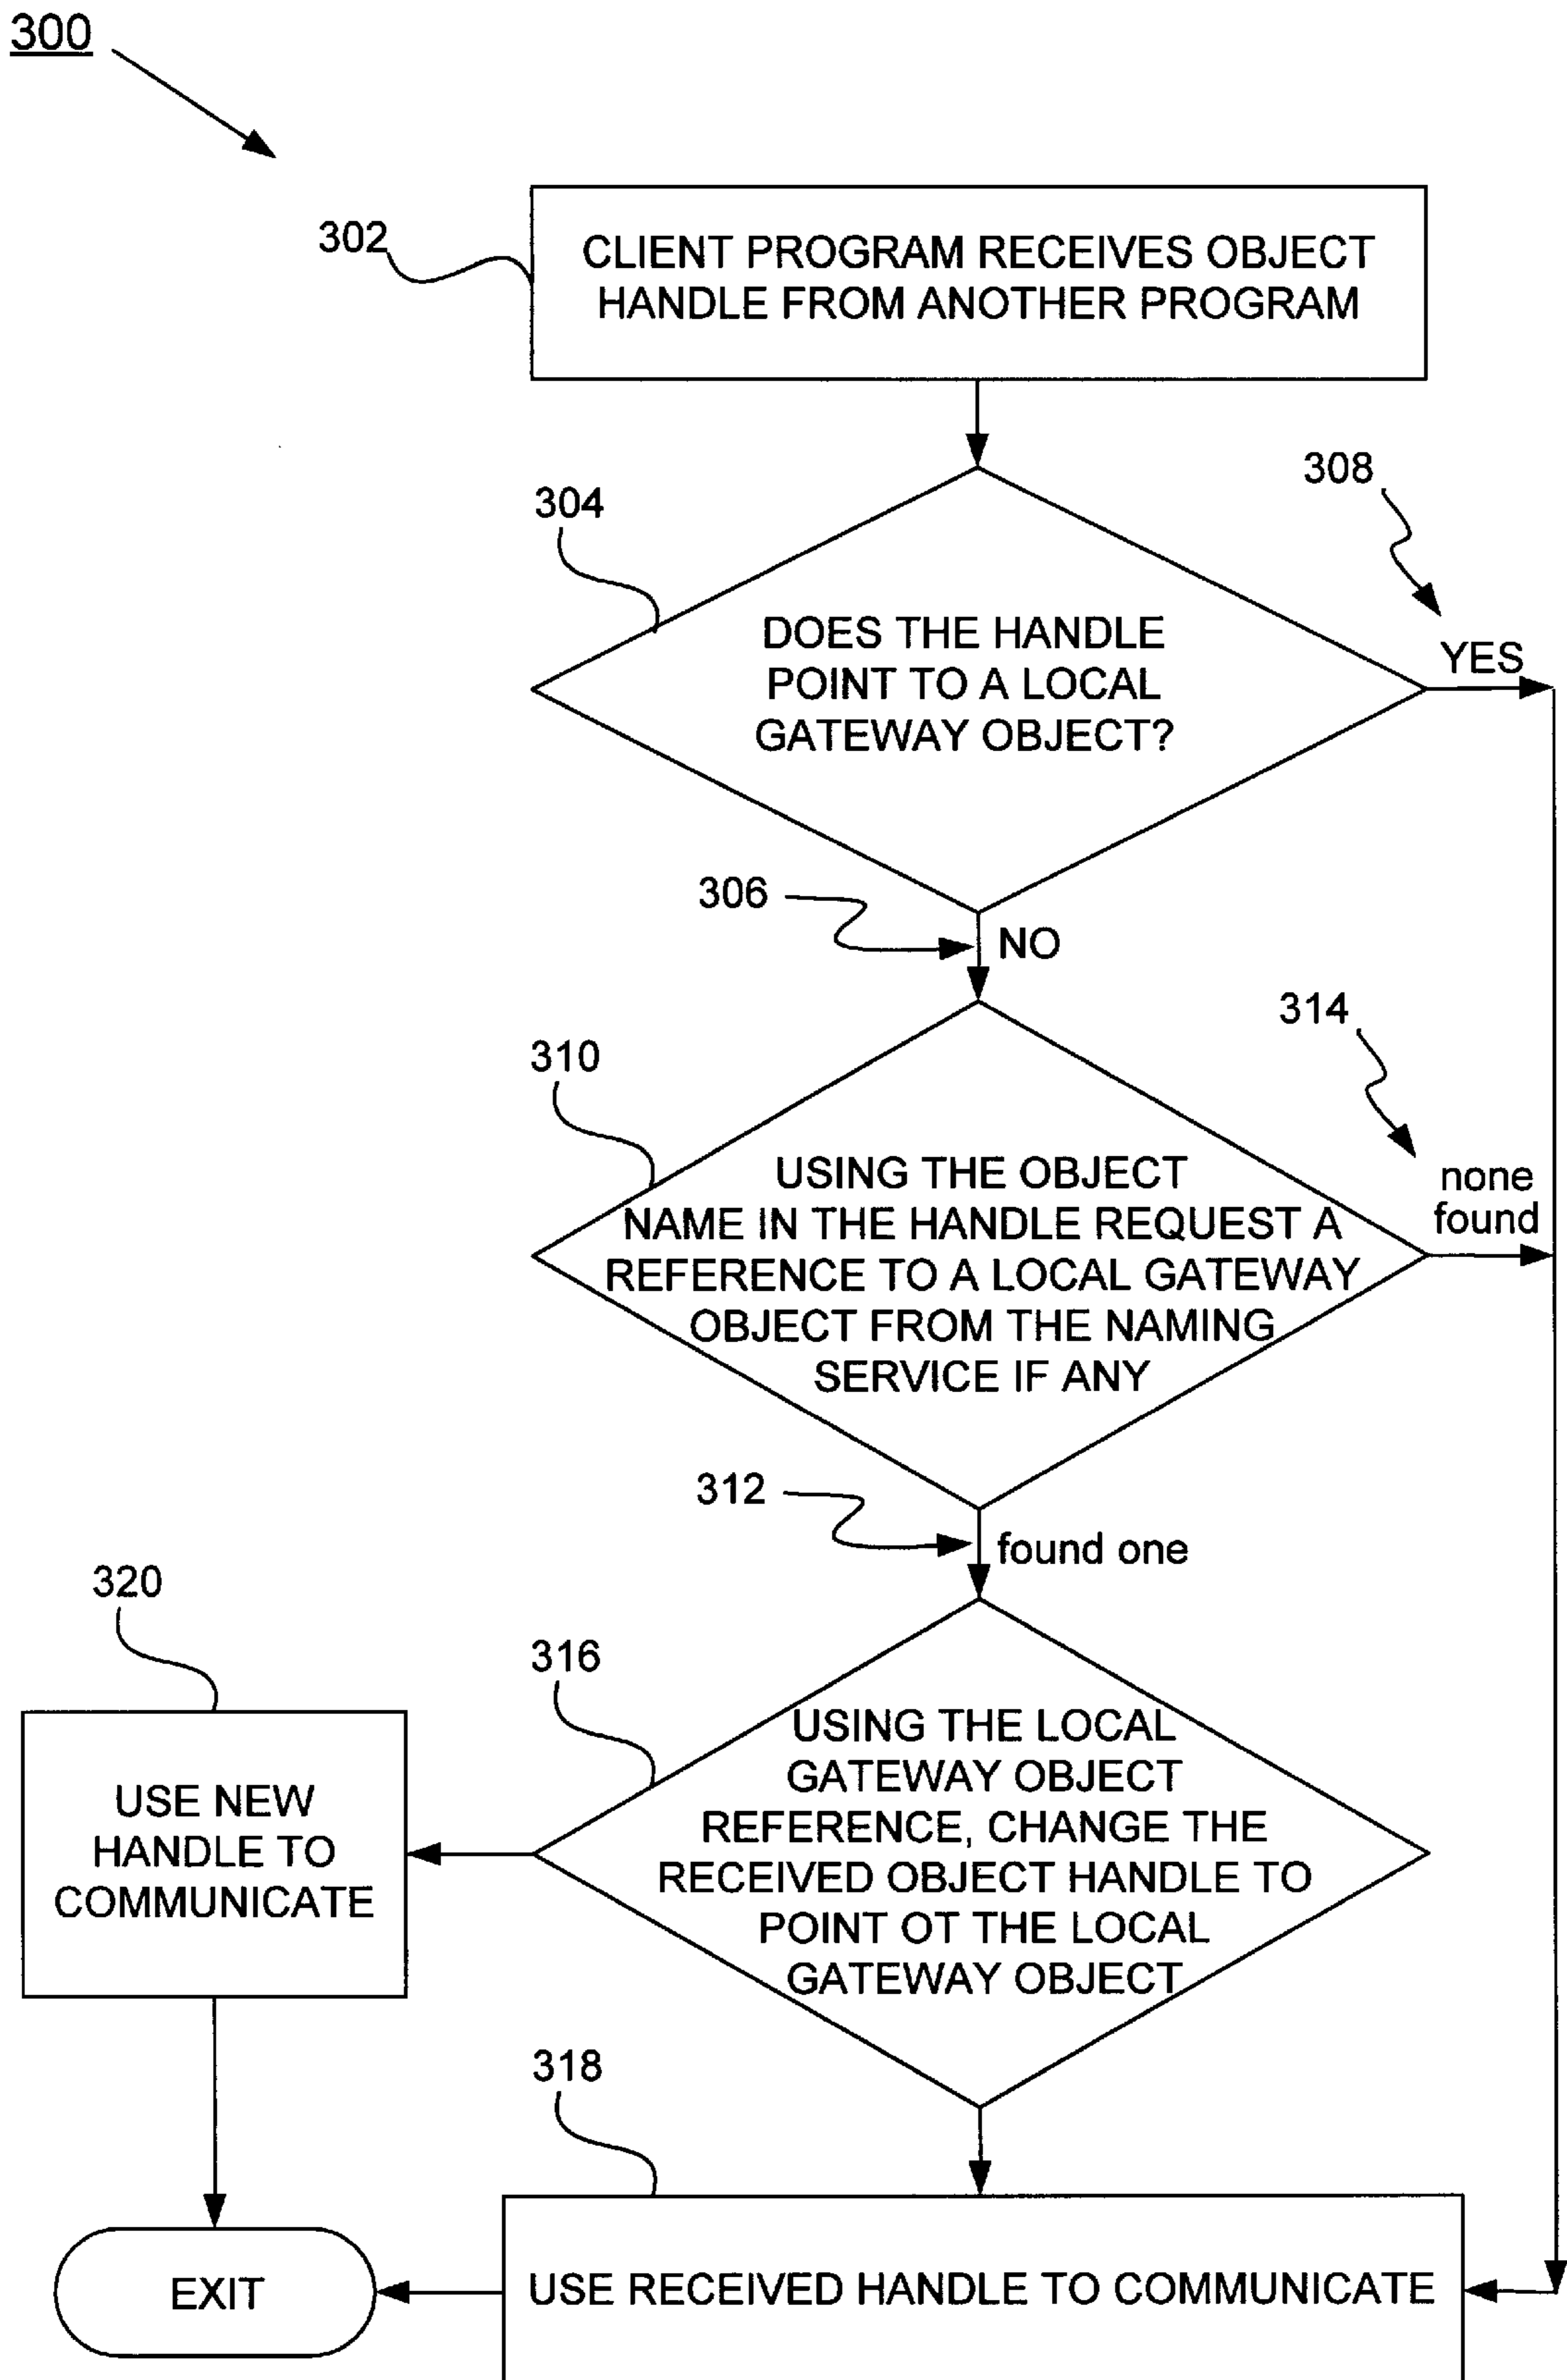 300
302
CLIENT PROGRAM RECEIVES OBJECT
HANDLE FROM ANOTHER PROGRAM
304
308
DOES THE HANDLE
POINT TO A LOCAL
GATEWAY OBJECT?
YES
306
NO
310
314
USING THE OBJECT
NAME IN THE HANDLE REQUEST A
REFERENCE TO A LOCAL GATEWAY
OBJECT FROM THE NAMING
SERVICE IF ANY
none
found
312
found one
320
316
USE NEW
HANDLE TO
COMMUNICATE
USING THE LOCAL
GATEWAY OBJECT
REFERENCE, CHANGE THE
RECEIVED OBJECT HANDLE TO
POINT OT THE LOCAL
GATEWAY OBJECT
318
EXIT
USE RECEIVED HANDLE TO COMMUNICATE